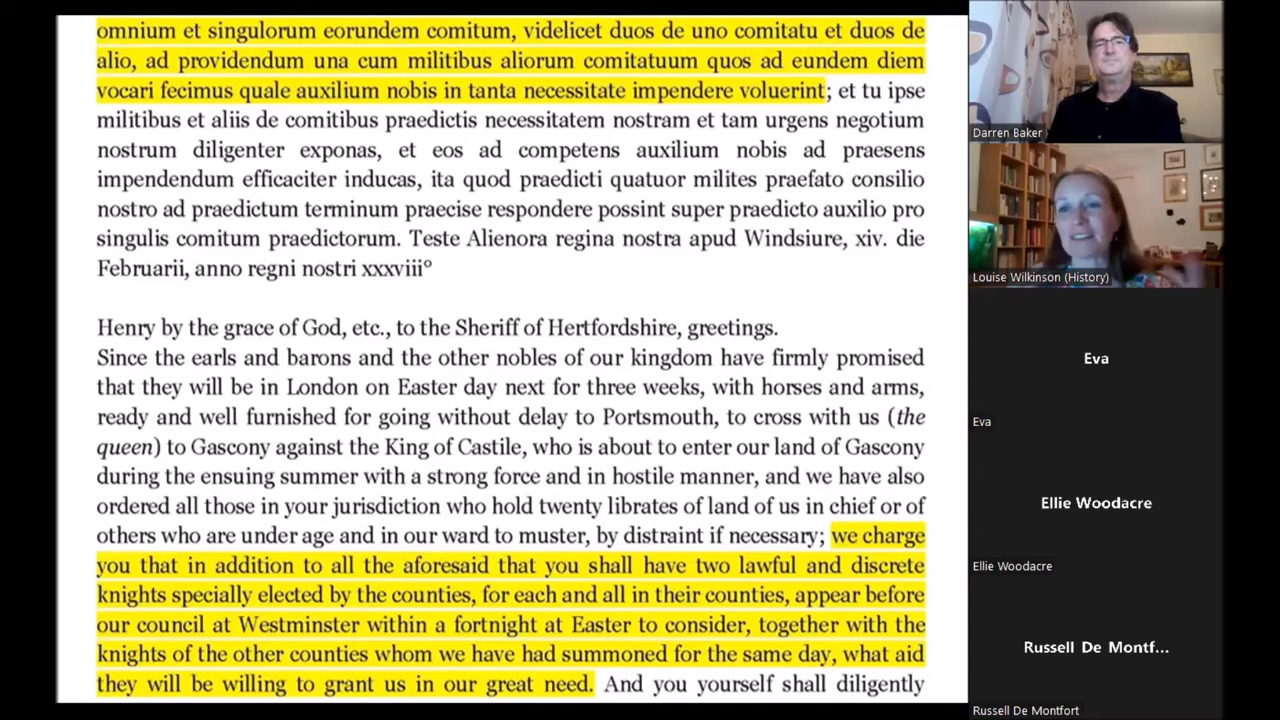 omnium et singulorum eorundem comitum, videlicet duos de uno comitatu et duos de
alio, ad providendum una cum militibus aliorum comitatuum quos ad eundem diem
vocari fecimus quale auxilium nobis in tanta necessitate impendere voluerint; et tu ipse
militibus et aliis de comitibus praedictis necessitatem nostram et tam urgens negotium
nostrum diligenter exponas, et eos ad competens auxilium nobis ad praesens
impendendum efficaciter inducas, ita quod praedicti quatuor milites praefato consilio
nostro ad praedictum terminum praecise respondere possint super praedicto auxilio pro
singulis comitum praedictorum. Teste Alienora regina nostra apud Windsiure, xiv. die
Februarii, anno regni nostri xxxviiiº
Henry by the grace of God, etc., to the Sheriff of Hertfordshire, greetings.
Since the earls and barons and the other nobles of our kingdom have firmly promised
that they will be in London on Easter day next for three weeks, with horses and arms,
ready and well furnished for going without delay to Portsmouth, to cross with us (the
queen) to Gascony against the King of Castile, who is about to enter our land of Gascony
during the ensuing summer with a strong force and in hostile manner, and we have also
ordered all those in your jurisdiction who hold twenty librates of land of us in chief or of
others who are under age and in our ward to muster, by distraint if necessary; we charge
you that in addition to all the aforesaid that you shall have two lawful and discrete
knights specially elected by the counties, for each and all in their counties, appear before
our council at Westminster within a fortnight at Easter to consider, together with the
knights of the other counties whom we have had summoned for the same day, what aid
they will be willing to grant us in our great need. And you yourself shall diligently
Darren Baker
Louise Wilkinson (History)
Eva
Eva
Ellie Woodacre
Ellie Woodacre
Russell De Montf...
Russell De Montfort